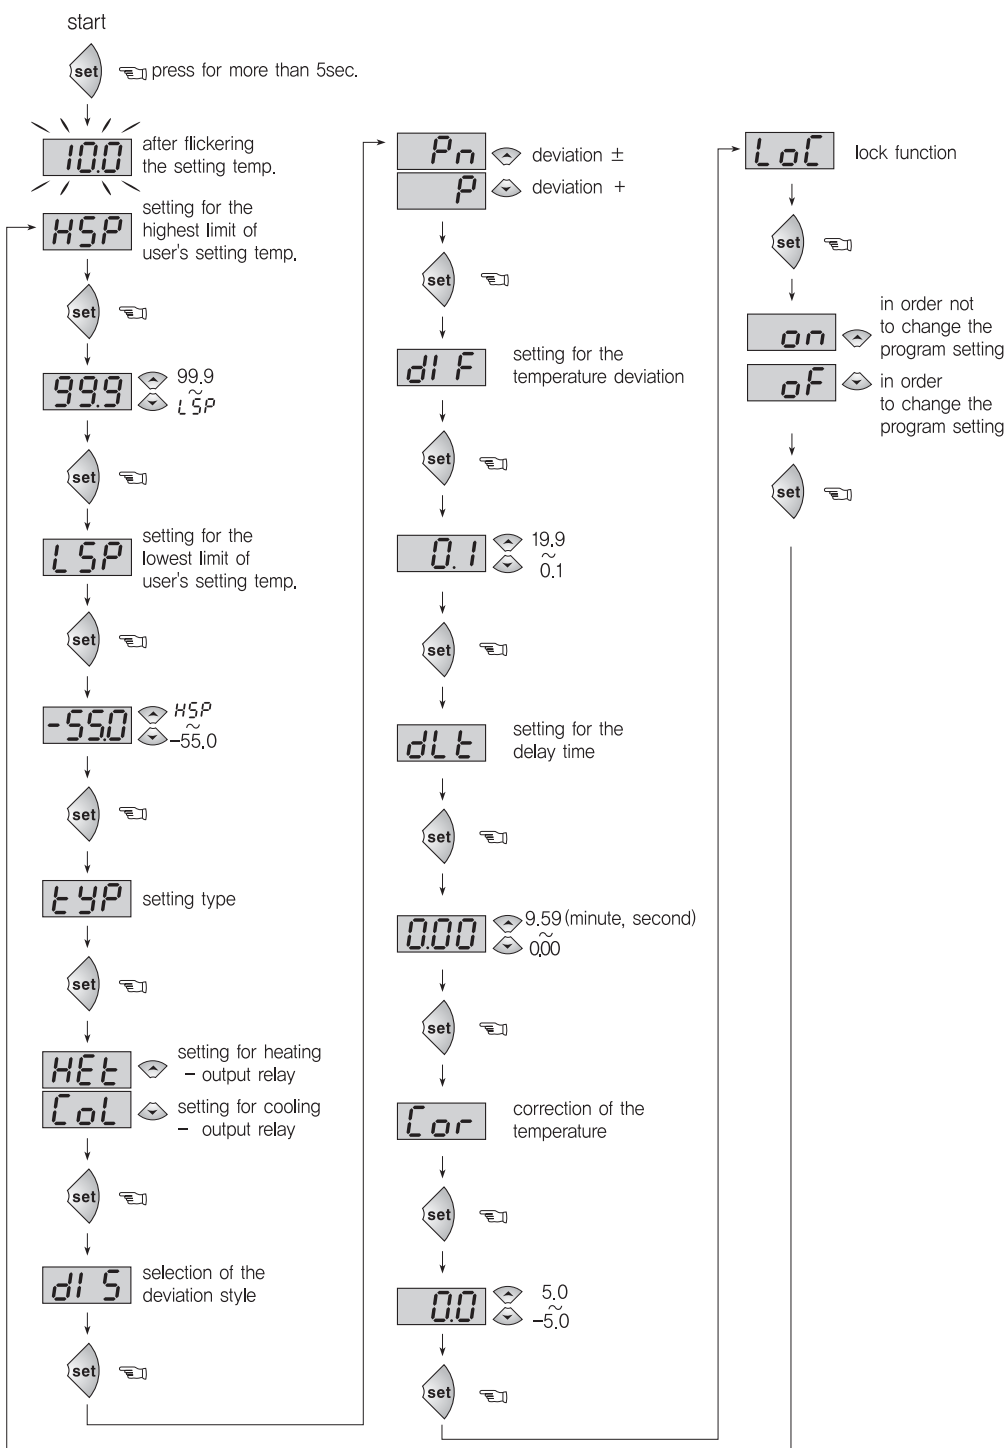 start
set
press for more than 5sec.
10.0
after flickering
the setting temp.
HSP
setting for the
highest limit of
user's setting temp.
set
99.9
99.9
~
LSP
set
LSP
setting for the
lowest limit of
user's setting temp.
set
-55.0
HSP
~
-55.0
set
tYP
setting type
set
HEt
setting for heating
- output relay
CoL
setting for cooling
- output relay
set
dI S
selection of the
deviation style
set
Pn
deviation ±
P
deviation +
set
dI F
setting for the
temperature deviation
set
0.1
19.9
~
0.1
set
dLt
setting for the
delay time
set
0.00
9.59 (minute, second)
~
0.00
set
Cor
correction of the
temperature
set
0.0
5.0
~
-5.0
set
LoC
lock function
set
on
in order not
to change the
program setting
oF
in order
to change the
program setting
set